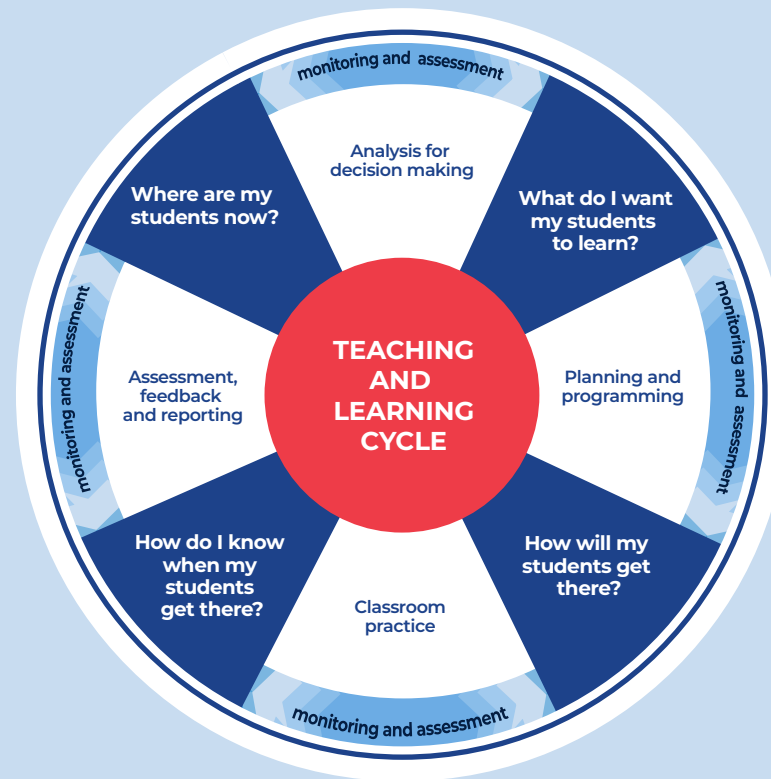 monitoring and assessment
Analysis for
decision making
Where are my
students now?
What do I want
my students
to learn?
monitoring and assessment
TEACHING
AND
LEARNING
CYCLE
Assessment,
feedback
and reporting
Planning and
programming
monitoring and assessment
How do I know
when my
students
get there?
How will my
students get
there?
Classroom
practice
monitoring and assessment